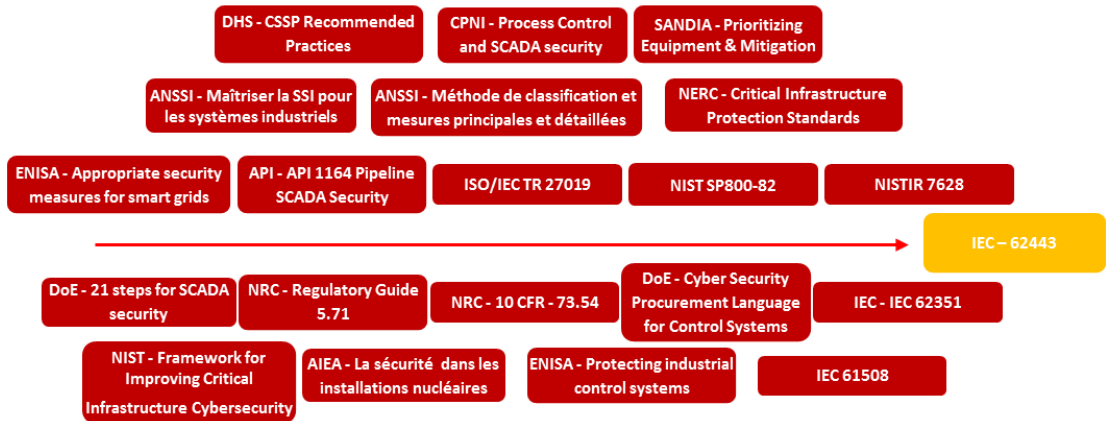 DHS - CSSP Recommended
Practices
CPNI - Process Control
and SCADA security
SANDIA - Prioritizing
Equipment & Mitigation
ANSSI - Maîtriser la SSI pour
les systèmes industriels
ANSSI - Méthode de classification et
mesures principales et détaillées
NERC - Critical Infrastructure
Protection Standards
ENISA - Appropriate security
measures for smart grids
API - API 1164 Pipeline
SCADA Security
ISO/IEC TR 27019
NIST SP800-82
NISTIR 7628
IEC – 62443
DoE - 21 steps for SCADA
security
NRC - Regulatory Guide
5.71
NRC - 10 CFR - 73.54
DoE - Cyber Security
Procurement Language
for Control Systems
IEC - IEC 62351
NIST - Framework for
Improving Critical
Infrastructure Cybersecurity
AIEA - La sécurité dans les
installations nucléaires
ENISA - Protecting industrial
control systems
IEC 61508